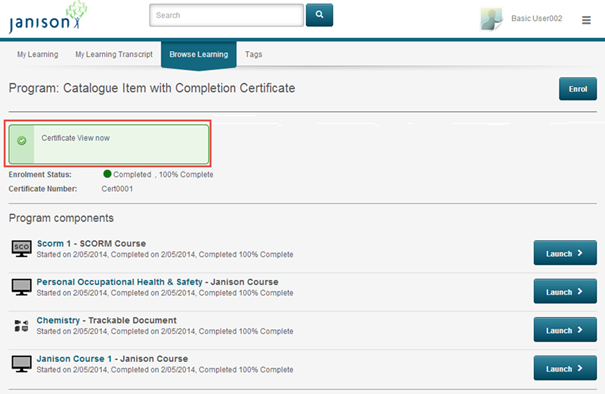 janison
Search
Basic User002
My Learning My Learning Transcript Browse Learning Tags
Program: Catalogue Item with Completion Certificate
Enrol
Certificate View now
Enrolment Status: Completed , 100% Complete
Certificate Number: Cert0001
Program components
SCO
Scorm 1 - SCORM Course
Started on 2/05/2014, Completed on 2/05/2014, Completed 100% Complete
Launch
Personal Occupational Health & Safety - Janison Course
Started on 2/05/2014, Completed on 2/05/2014, Completed 100% Complete
Launch
Chemistry - Trackable Document
Started on 2/05/2014, Completed on 2/05/2014, Completed 100% Complete
Launch
Janison Course 1 - Janison Course
Started on 2/05/2014, Completed on 2/05/2014, Completed 100% Complete
Launch